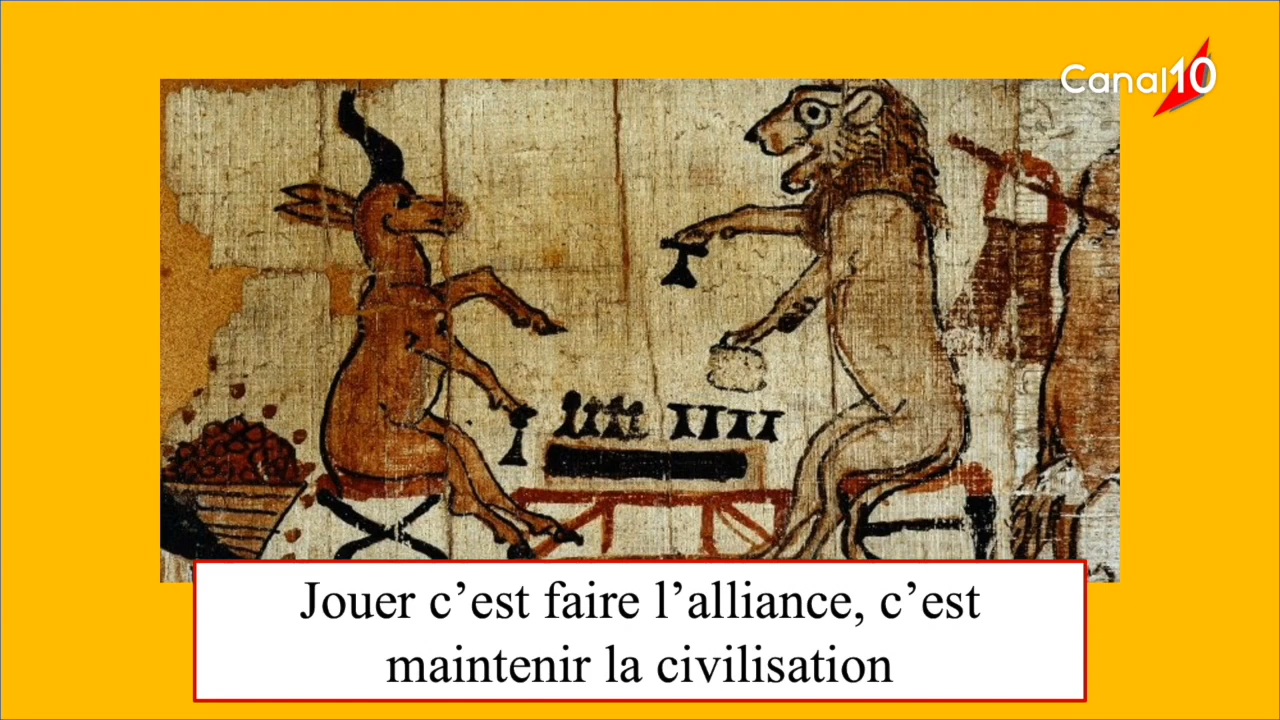 Canal10
Jouer c’est faire l’alliance, c’est
maintenir la civilisation